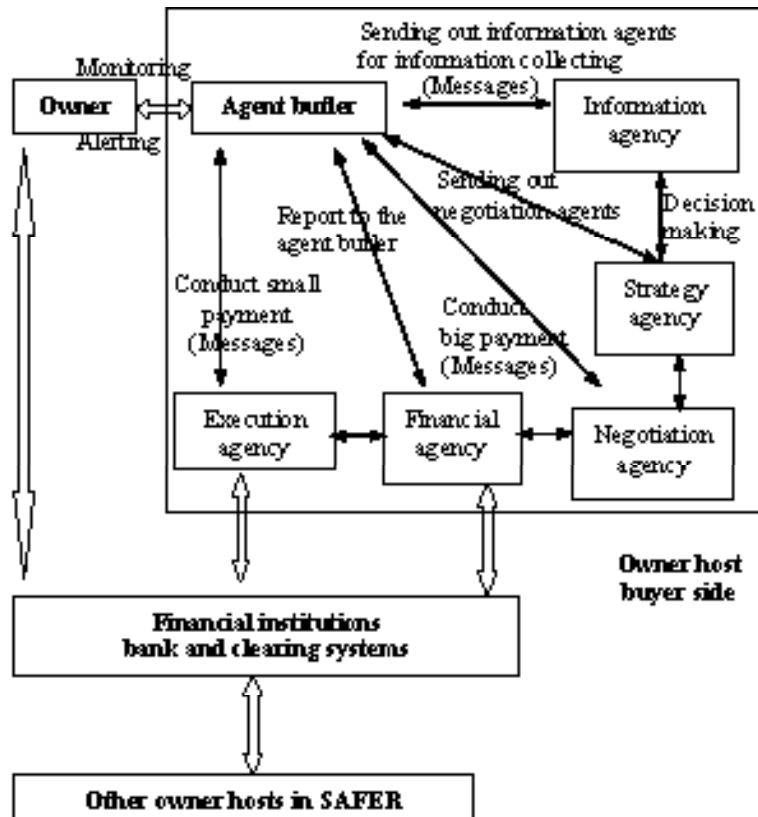 Sending out information agents
for information collecting
(Messages)
Monitoring
Owner
Alerting
Agent butler
Information
agency
Sending out
negotiation agents
Decision
making
Report to the
agent butler
Strategy
agency
Conduct small
payment
(Messages)
Conduct
big payment
(Messages)
Execution
agency
Financial
agency
Negotiation
agency
Owner host
buyer side
Financial institutions
bank and clearing systems
Other owner hosts in SAFER